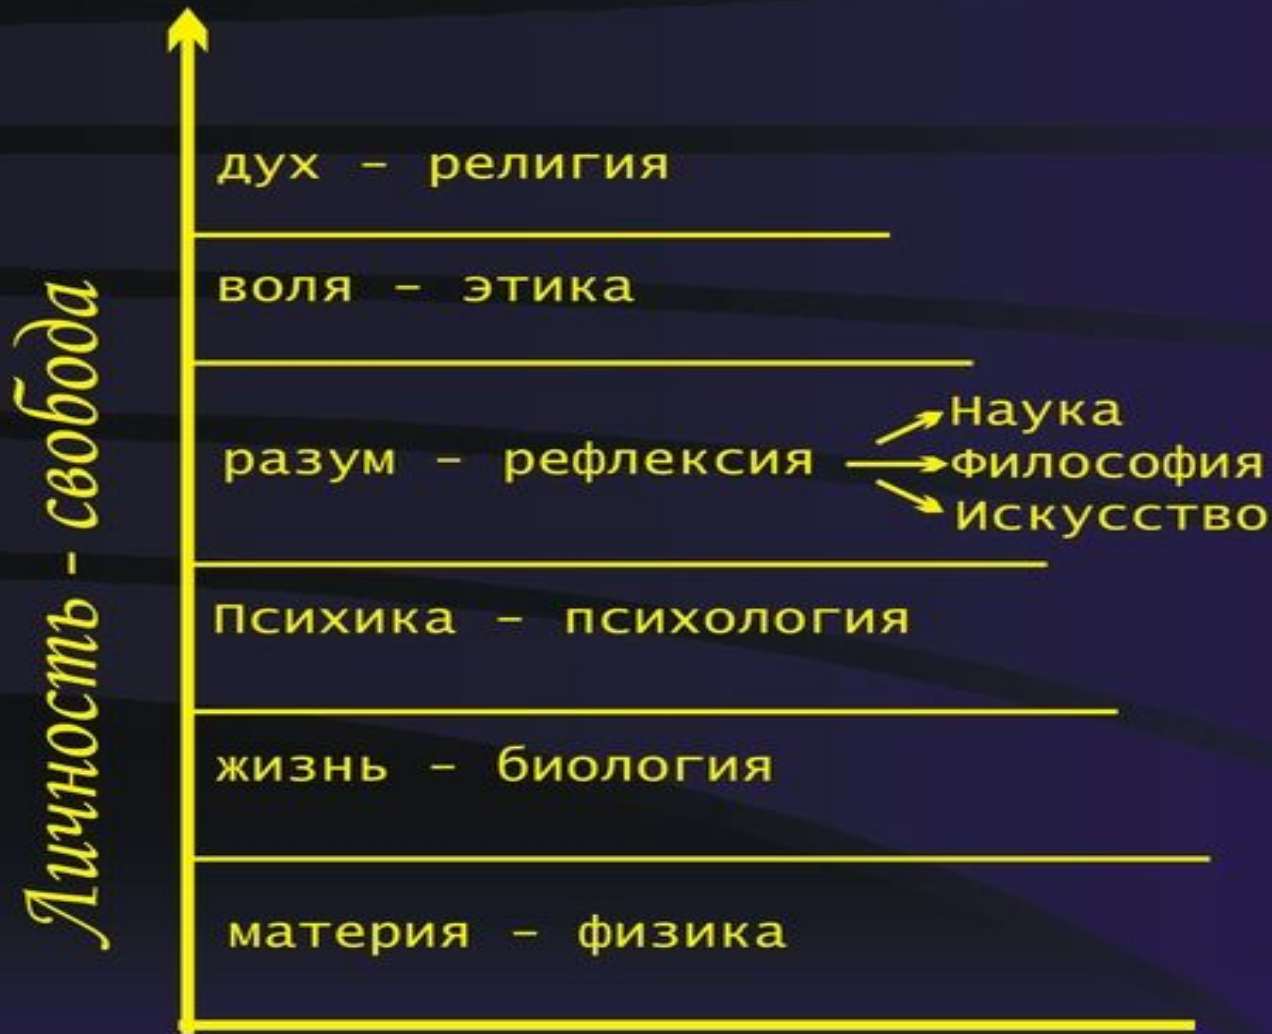 дух – религия
воля – этика
разум – рефлексия
Наука
Философия
Искусство
Психика – психология
жизнь – биология
материя – физика
Личность – свобода